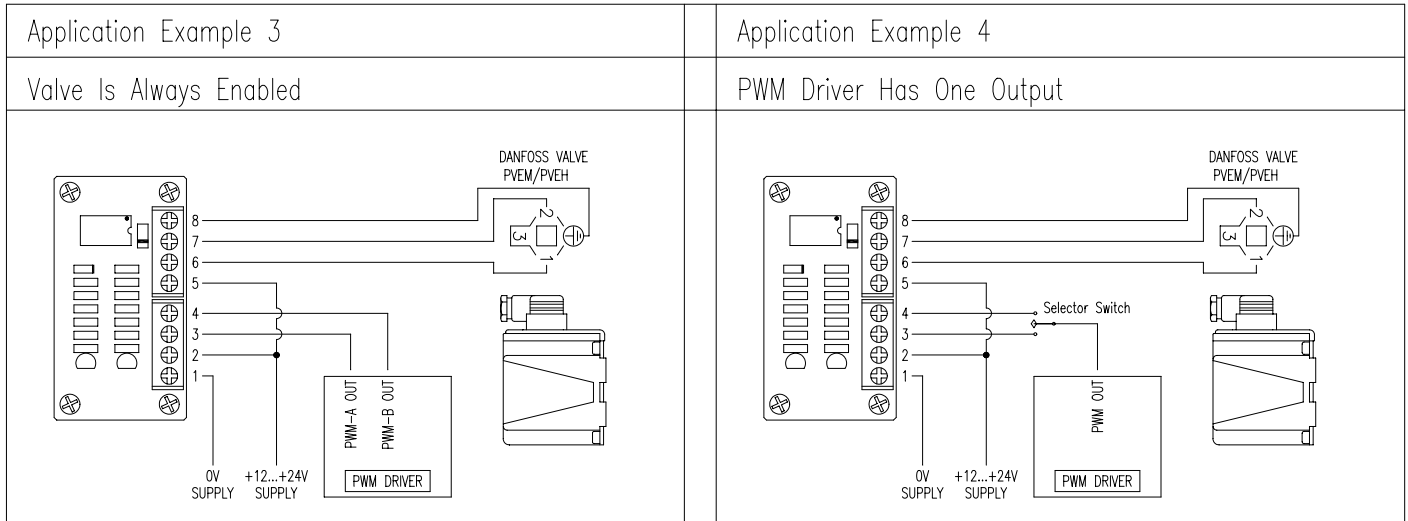 Application Example 3
Valve Is Always Enabled
DANFOSS VALVE
PVEM/PVEH
8
7
6
5
4
3
2
1
2
3
1
PWM-A OUT
PWM-B OUT
PWM DRIVER
0V
SUPPLY
+12...+24V
SUPPLY
Application Example 4
PWM Driver Has One Output
DANFOSS VALVE
PVEM/PVEH
8
7
6
5
4
3
2
1
2
3
1
Selector Switch
PWM OUT
PWM DRIVER
0V
SUPPLY
+12...+24V
SUPPLY